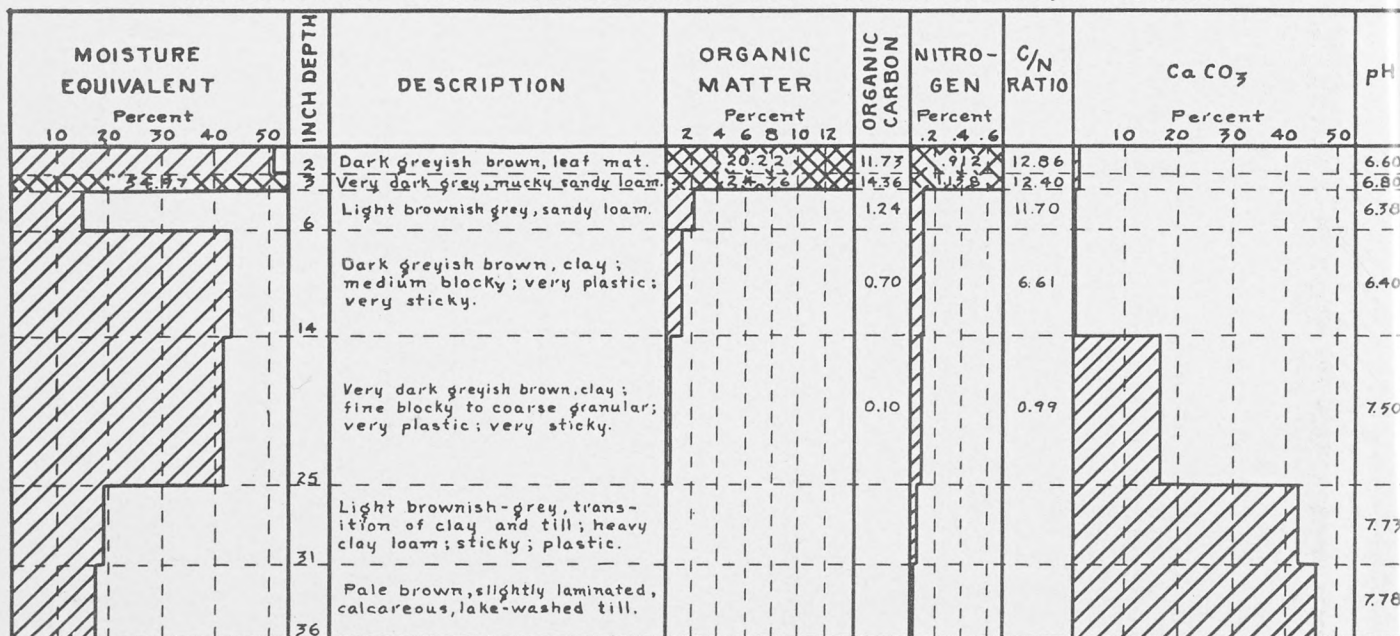 MOISTURE EQUIVALENT
Percent
10 20 30 40 50
INCH DEPTH
DESCRIPTION
ORGANIC MATTER
Percent
2 4 6 8 10 12
ORGANIC CARBON
NITRO-GEN
Percent
.2 .4 .6
C/N RATIO
CaCO3
Percent
10 20 30 40 50
pH
2 Dark greyish brown, leaf mat. 20.22 11.73 .912 12.86 6.60
3 Very dark grey, mucky sandy loam. 14.36 12.40 6.80
Light brownish grey, sandy loam. 1.24 11.70 6.38
6
Dark greyish brown, clay;
medium blocky; very plastic; 0.70 6.61 6.40
very sticky.
14
Very dark greyish brown, clay;
fine blocky to coarse granular; 0.10 0.99 7.50
very plastic; very sticky.
25
Light brownish-grey, trans-
ition of clay and till; heavy 7.73
clay loam; sticky; plastic.
31
Pale brown, slightly laminated,
calcareous, lake-washed till. 7.78
36